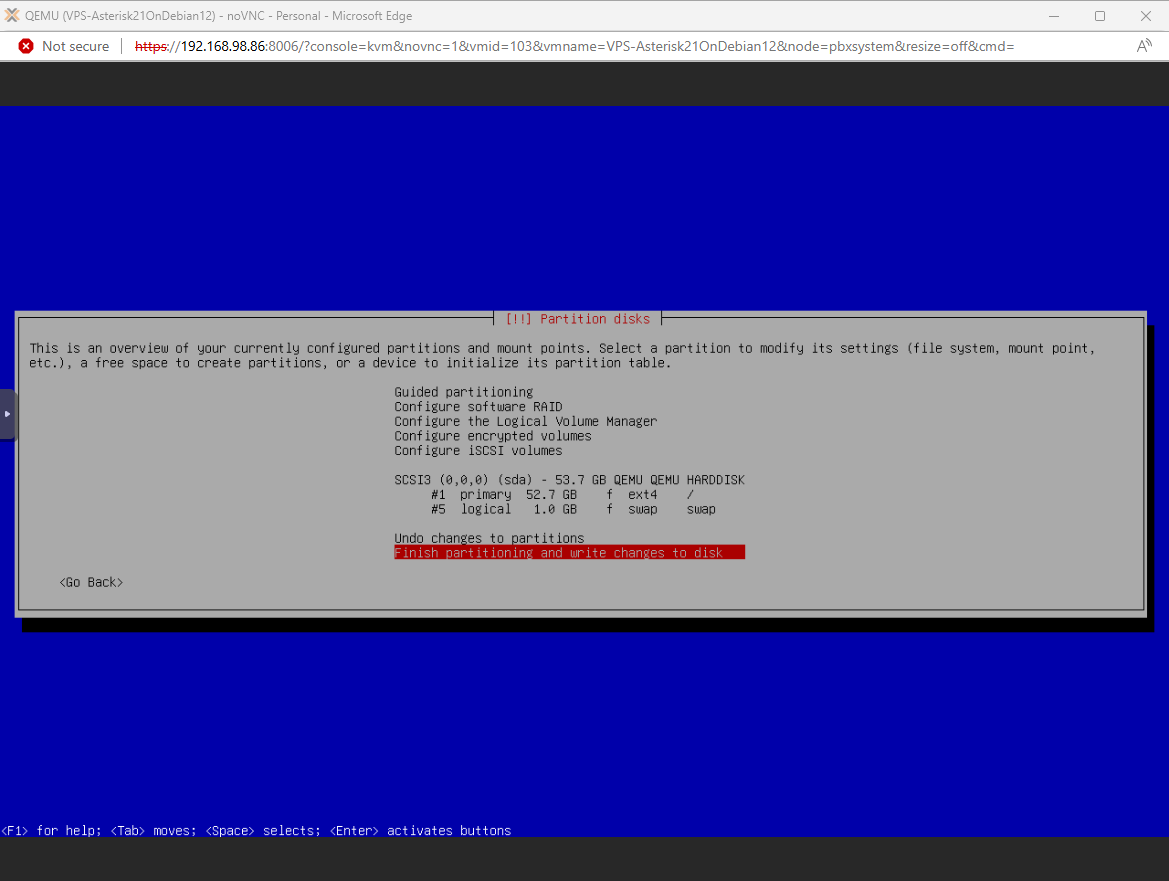 QEMU (VPS-Asterisk21OnDebian12) - noVNC - Personal - Microsoft Edge
Not secure
https://192.168.98.86:8006/?console=kvm&novnc=1&vmid=103&vmname=VPS-Asterisk21OnDebian12&node=pbxsystem&resize=off&cmd=
[!!] Partition disks
This is an overview of your currently configured partitions and mount points. Select a partition to modify its settings (file system, mount point,
etc.), a free space to create partitions, or a device to initialize its partition table.
Guided partitioning
Configure software RAID
Configure the Logical Volume Manager
Configure encrypted volumes
Configure iSCSI volumes
SCSI3 (0,0,0) (sda) - 53.7 GB QEMU QEMU HARDDISK
#1 primary 52.7 GB f ext4 /
#5 logical 1.0 GB f swap swap
Undo changes to partitions
Finish partitioning and write changes to disk
<Go Back>
<F1> for help; <Tab> moves; <Space> selects; <Enter> activates buttons